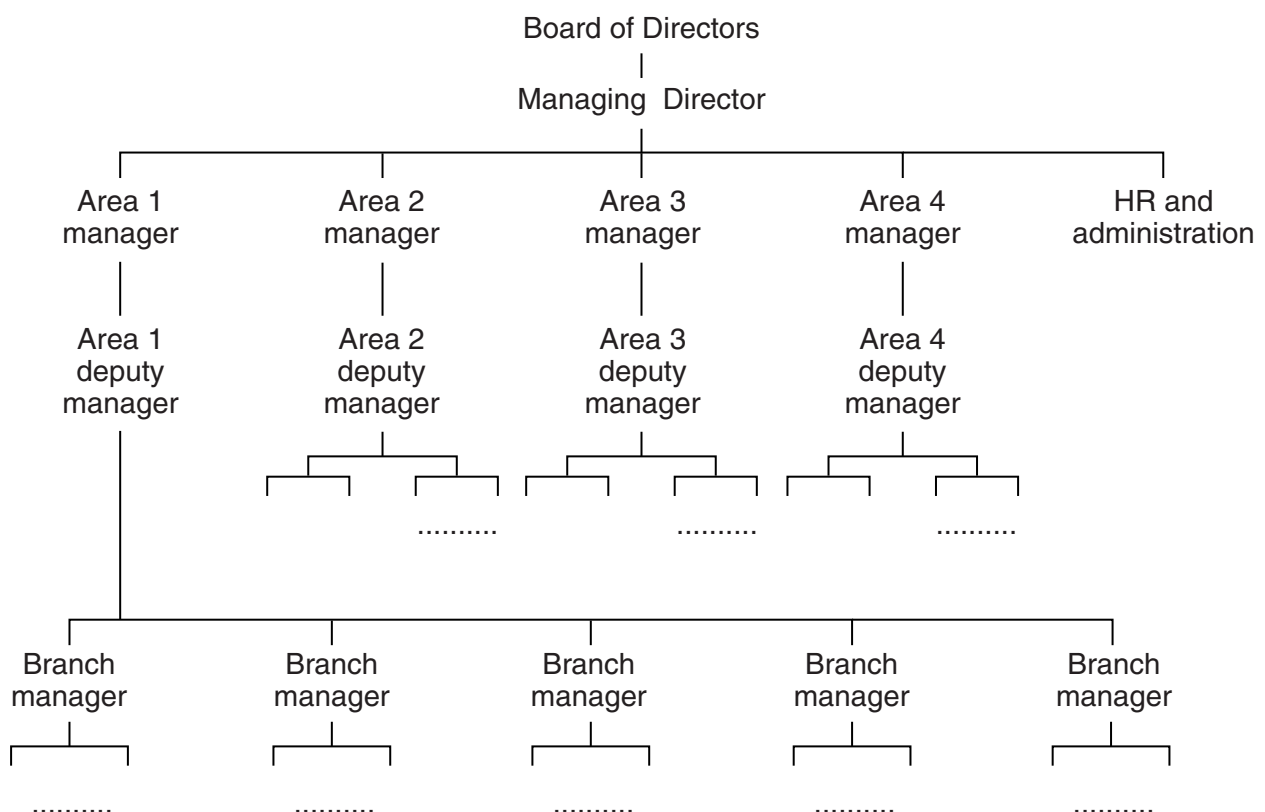 Board of Directors
Managing Director
Area 1
manager
Area 2
manager
Area 3
manager
Area 4
manager
HR and
administration
Area 1
deputy
manager
Area 2
deputy
manager
Area 3
deputy
manager
Area 4
deputy
manager
..........
..........
..........
Branch
manager
Branch
manager
Branch
manager
Branch
manager
Branch
manager
..........
..........
..........
..........
..........